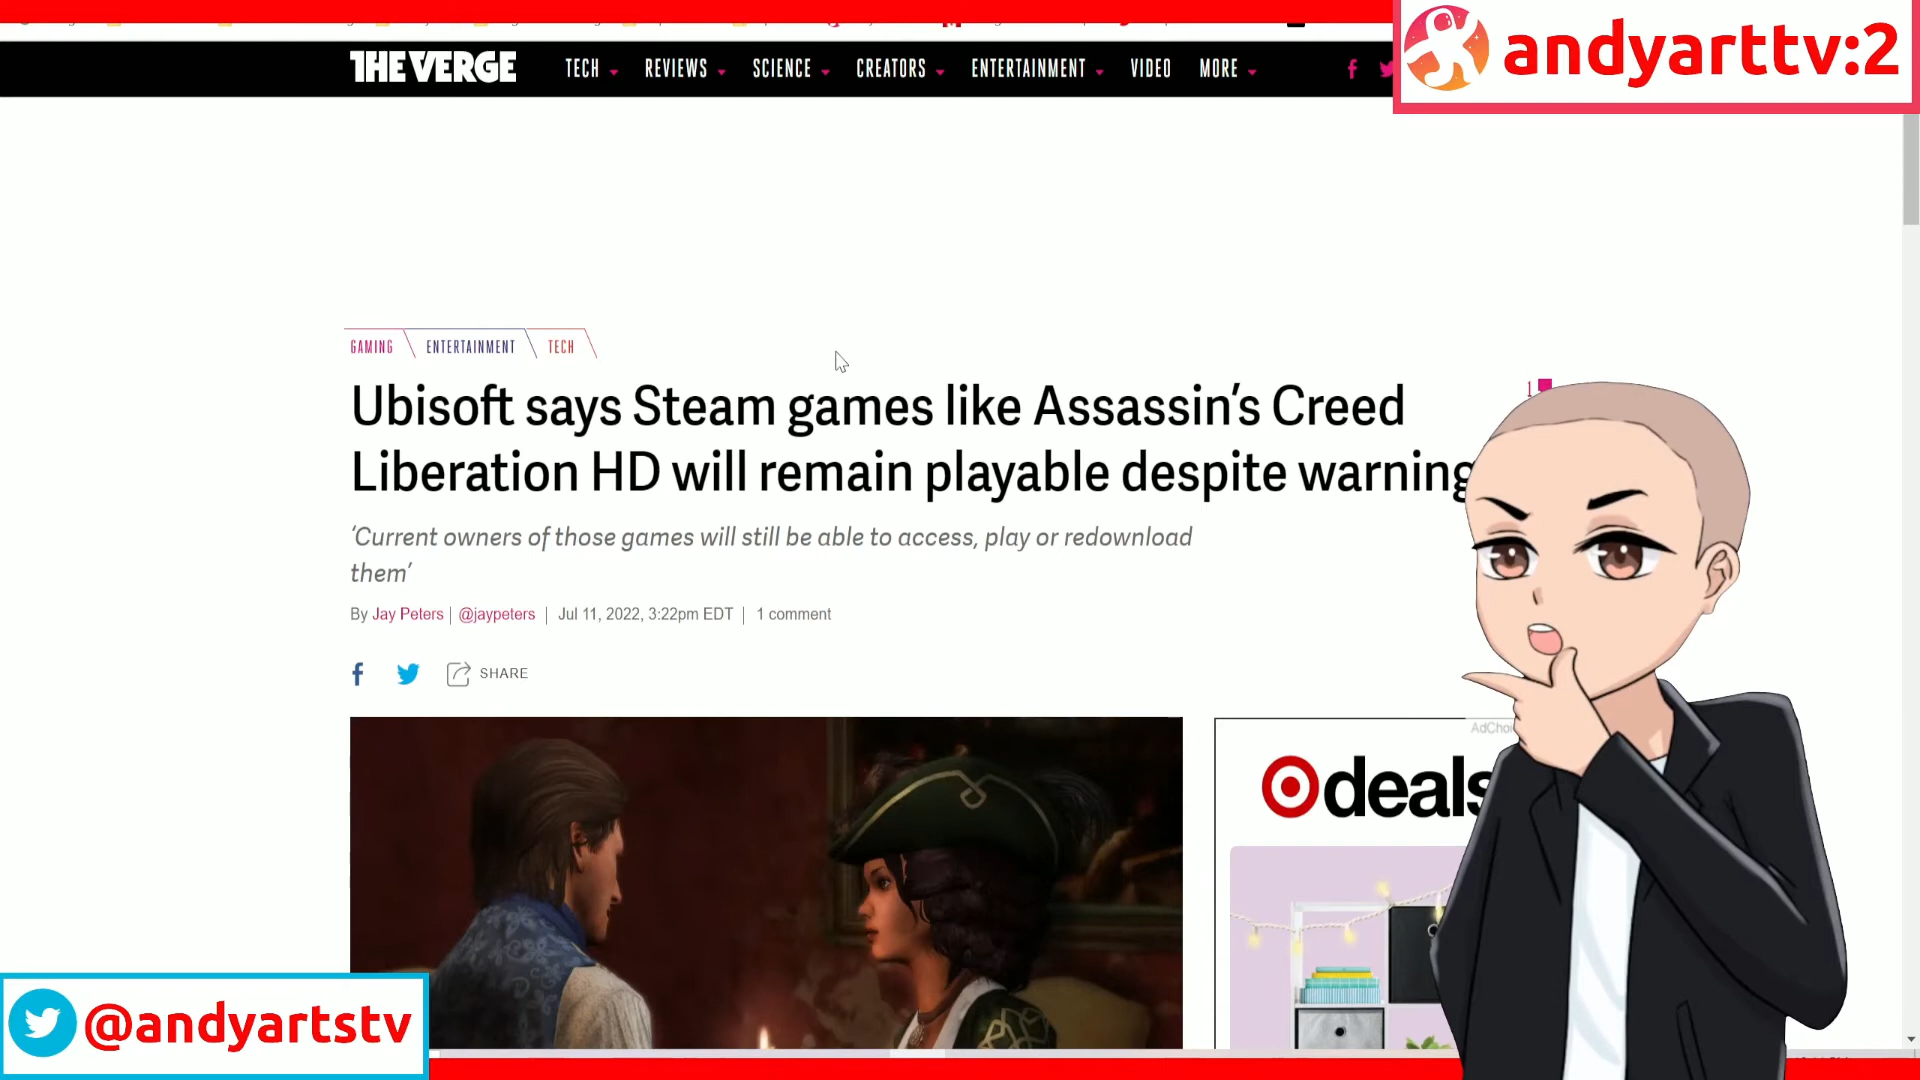 THE VERGE
TECH REVIEWS SCIENCE CREATORS ENTERTAINMENT VIDEO MORE
andyarttv:2
GAMING ENTERTAINMENT TECH
Ubisoft says Steam games like Assassin's Creed
Liberation HD will remain playable despite warning
1
'Current owners of those games will still be able to access, play or redownload
them'
By Jay Peters | @jaypeters | Jul 11, 2022, 3:22pm EDT | 1 comment
SHARE
AdChoi
deals
@andyartstv